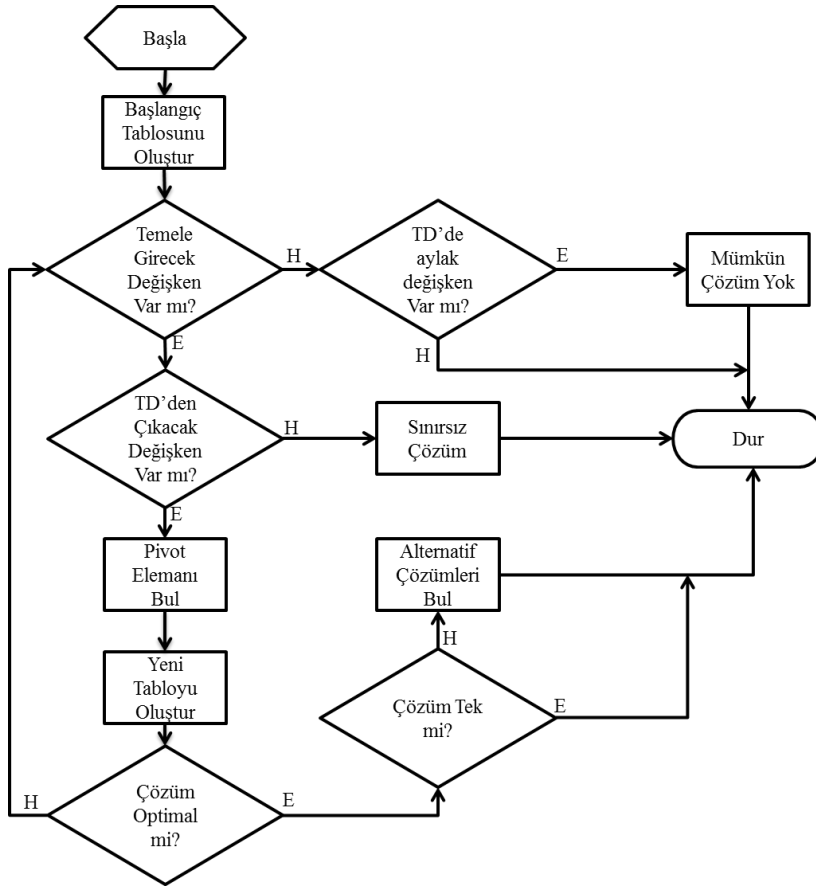 Başla
Başlangıç
Tablosunu
Oluştur
Temele
Girecek
Değişken
Var mı?
H
TD’de
aylak
değişken
Var mı?
E
Mümkün
Çözüm Yok
H
E
TD’den
Çıkacak
Değişken
Var mı?
H
Sınırsız
Çözüm
Dur
E
Pivot
Elemanı
Bul
Alternatif
Çözümleri
Bul
H
Yeni
Tabloyu
Oluştur
Çözüm Tek
mi?
E
H
Çözüm
Optimal
mi?
E